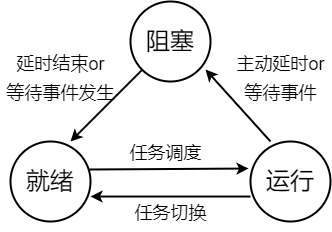 阻塞
延时结束or
等待事件发生
主动延时or
等待事件
就绪
任务调度
运行
任务切换